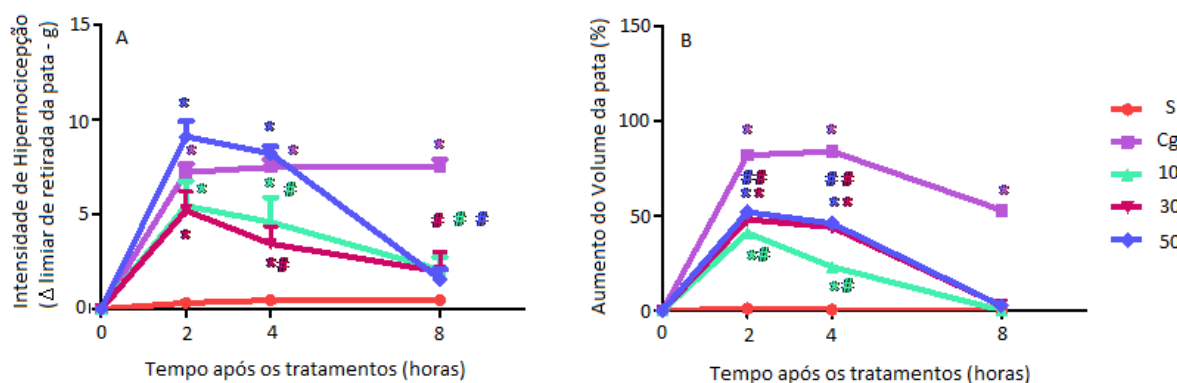 Intensidade de Hipernocicepção
(Δ limiar de retirada da pata - g)
15
10
5
0
A
* * * * * * # * # * * # # #
0 2 4 8
Tempo após os tratamentos (horas)
Aumento do Volume da pata (%)
150
100
50
0
B
* * * # # # # * * * * * # * #
0 2 4 8
Tempo após os tratamentos (horas)
S
Cg
10
30
50